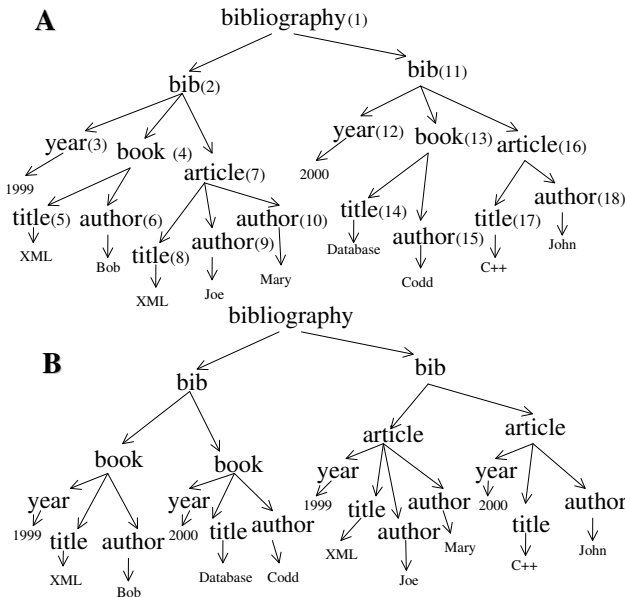 A
bibliography(1)
bib(2) bib(11)
year(3) book (4) article(7) year(12) book(13) article(16)
1999 2000
title(5) author(6) title(8) author(9) author(10) title(14) author(15) title(17) author(18)
XML Bob XML Joe Mary Database Codd C++ John
B
bibliography
bib bib
book book article article
year year year year
1999 2000 1999 2000
title author title author title author author title author
XML Bob Database Codd XML Joe Mary C++ John